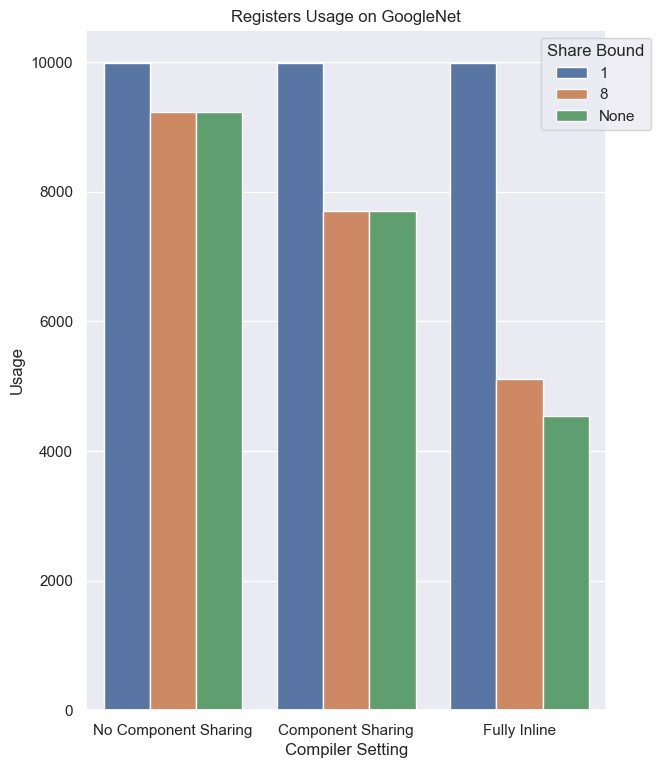 Registers Usage on GoogleNet
Share Bound
1
8
None
Usage
10000
8000
6000
4000
2000
0
No Component Sharing
Component Sharing
Fully Inline
Compiler Setting